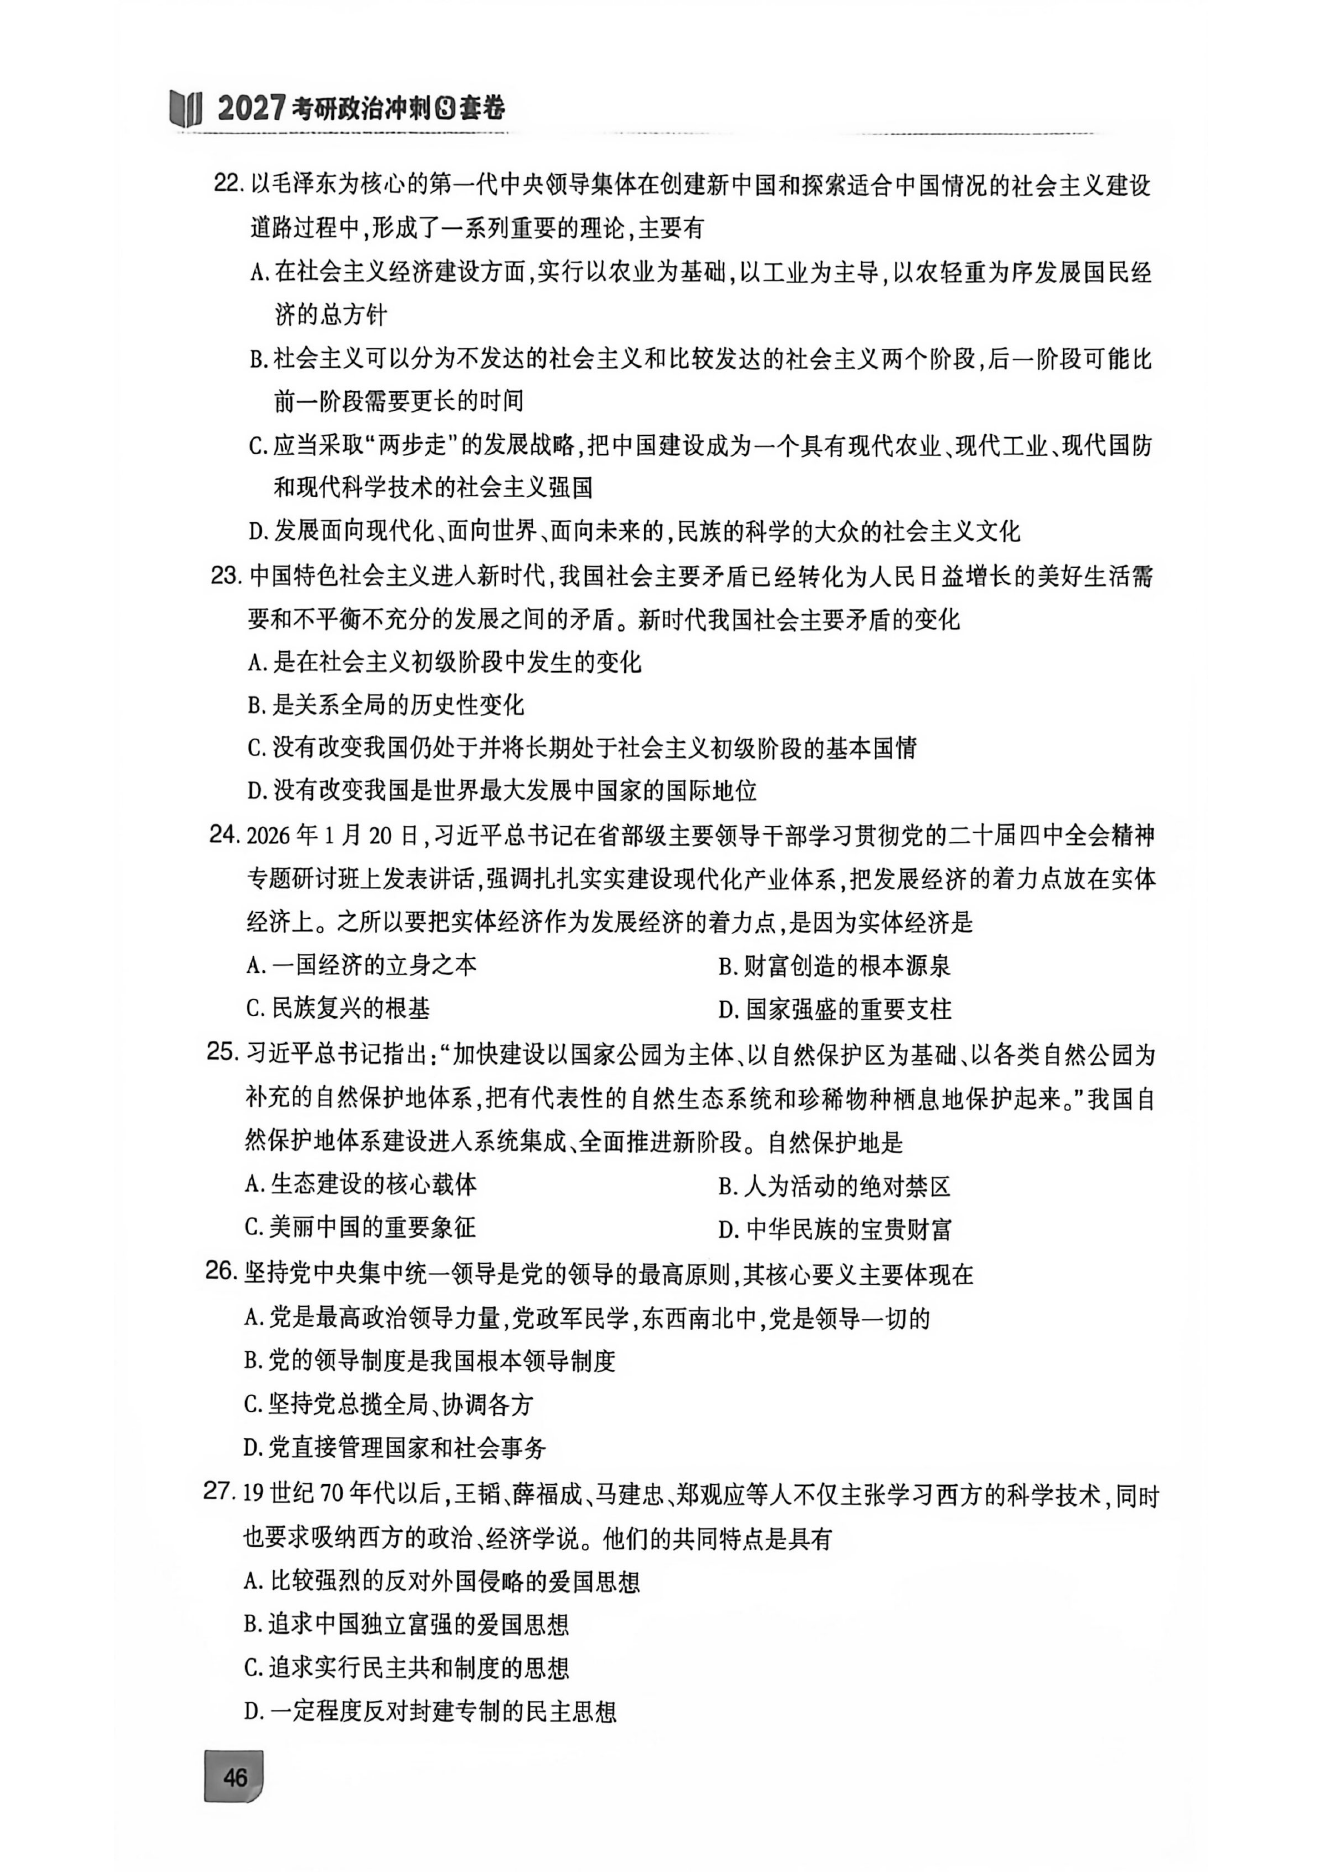 2027考研政治冲刺8套卷
22. 以毛泽东为核心的第一代中央领导集体在创建新中国和探索适合中国情况的社会主义建设
道路过程中,形成了一系列重要的理论,主要有
A. 在社会主义经济建设方面,实行以农业为基础,以工业为主导,以农轻重为序发展国民经
济的总方针
B. 社会主义可以分为不发达的社会主义和比较发达的社会主义两个阶段,后一阶段可能比
前一阶段需要更长的时间
C. 应当采取“两步走”的发展战略,把中国建设成为一个具有现代农业、现代工业、现代国防
和现代科学技术的社会主义强国
D. 发展面向现代化、面向世界、面向未来的,民族的科学的大众的社会主义文化
23. 中国特色社会主义进入新时代,我国社会主要矛盾已经转化为人民日益增长的美好生活需
要和不平衡不充分的发展之间的矛盾。新时代我国社会主要矛盾的变化
A. 是在社会主义初级阶段中发生的变化
B. 是关系全局的历史性变化
C. 没有改变我国仍处于并将长期处于社会主义初级阶段的基本国情
D. 没有改变我国是世界最大发展中国家的国际地位
24. 2026年1月20日,习近平总书记在省部级主要领导干部学习贯彻党的二十届四中全会精神
专题研讨班上发表讲话,强调扎扎实实建设现代化产业体系,把发展经济的着力点放在实体
经济上。之所以要把实体经济作为发展经济的着力点,是因为实体经济是
A. 一国经济的立身之本 B. 财富创造的根本源泉
C. 民族复兴的根基 D. 国家强盛的重要支柱
25. 习近平总书记指出:“加快建设以国家公园为主体、以自然保护区为基础、以各类自然公园为
补充的自然保护地体系,把有代表性的自然生态系统和珍稀物种栖息地保护起来。”我国自
然保护地体系建设进入系统集成、全面推进新阶段。自然保护地是
A. 生态建设的核心载体 B. 人为活动的绝对禁区
C. 美丽中国的重要象征 D. 中华民族的宝贵财富
26. 坚持党中央集中统一领导是党的领导的最高原则,其核心要义主要体现在
A. 党是最高政治领导力量,党政军民学,东西南北中,党是领导一切的
B. 党的领导制度是我国根本领导制度
C. 坚持党总揽全局、协调各方
D. 党直接管理国家和社会事务
27. 19世纪70年代以后,王韬、薛福成、马建忠、郑观应等人不仅主张学习西方的科学技术,同时
也要求吸纳西方的政治、经济学说。他们的共同特点是具有
A. 比较强烈的反对外国侵略的爱国思想
B. 追求中国独立富强的爱国思想
C. 追求实行民主共和制度的思想
D. 一定程度反对封建专制的民主思想
46